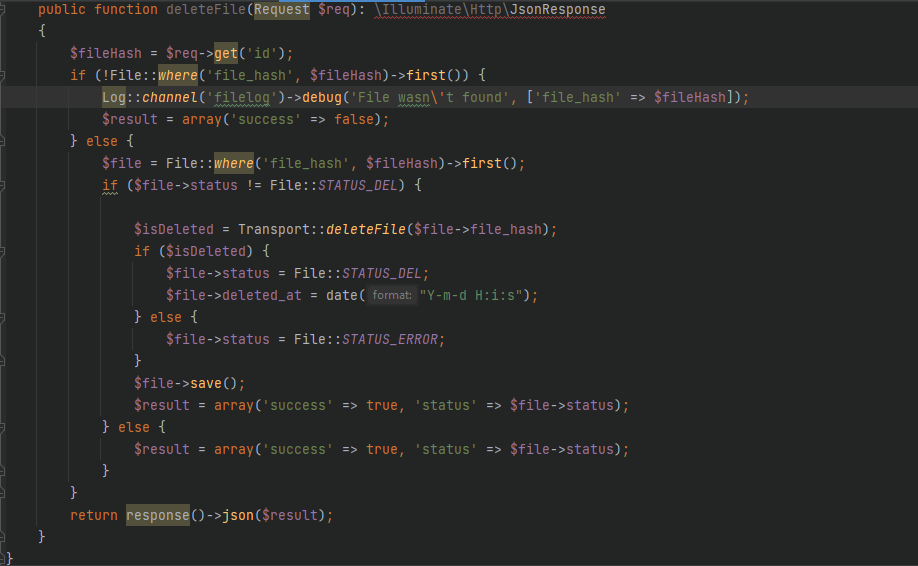 public function deleteFile(Request $req): \Illuminate\Http\JsonResponse
{
    $fileHash = $req->get('id');
    if (!File::where('file_hash', $fileHash)->first()) {
        Log::channel('filelog')->debug('File wasn\'t found', ['file_hash' => $fileHash]);
        $result = array('success' => false);
    } else {
        $file = File::where('file_hash', $fileHash)->first();
        if ($file->status != File::STATUS_DEL) {
            $isDeleted = Transport::deleteFile($file->file_hash);
            if ($isDeleted) {
                $file->status = File::STATUS_DEL;
                $file->deleted_at = date( format: "Y-m-d H:i:s");
            } else {
                $file->status = File::STATUS_ERROR;
            }
            $file->save();
            $result = array('success' => true, 'status' => $file->status);
        } else {
            $result = array('success' => true, 'status' => $file->status);
        }
    }
    return response()->json($result);
}
}